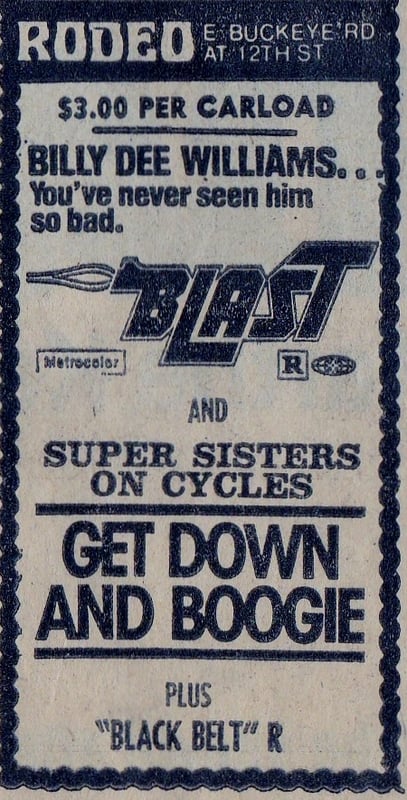 RODEO E. BUCKEYE RD
AT 12TH ST
$3.00 PER CARLOAD
BILLY DEE WILLIAMS...
You've never seen him
so bad.
BLAST
Metrocolor
R
AND
SUPER SISTERS
ON CYCLES
GET DOWN
AND BOOGIE
PLUS
"BLACK BELT" R